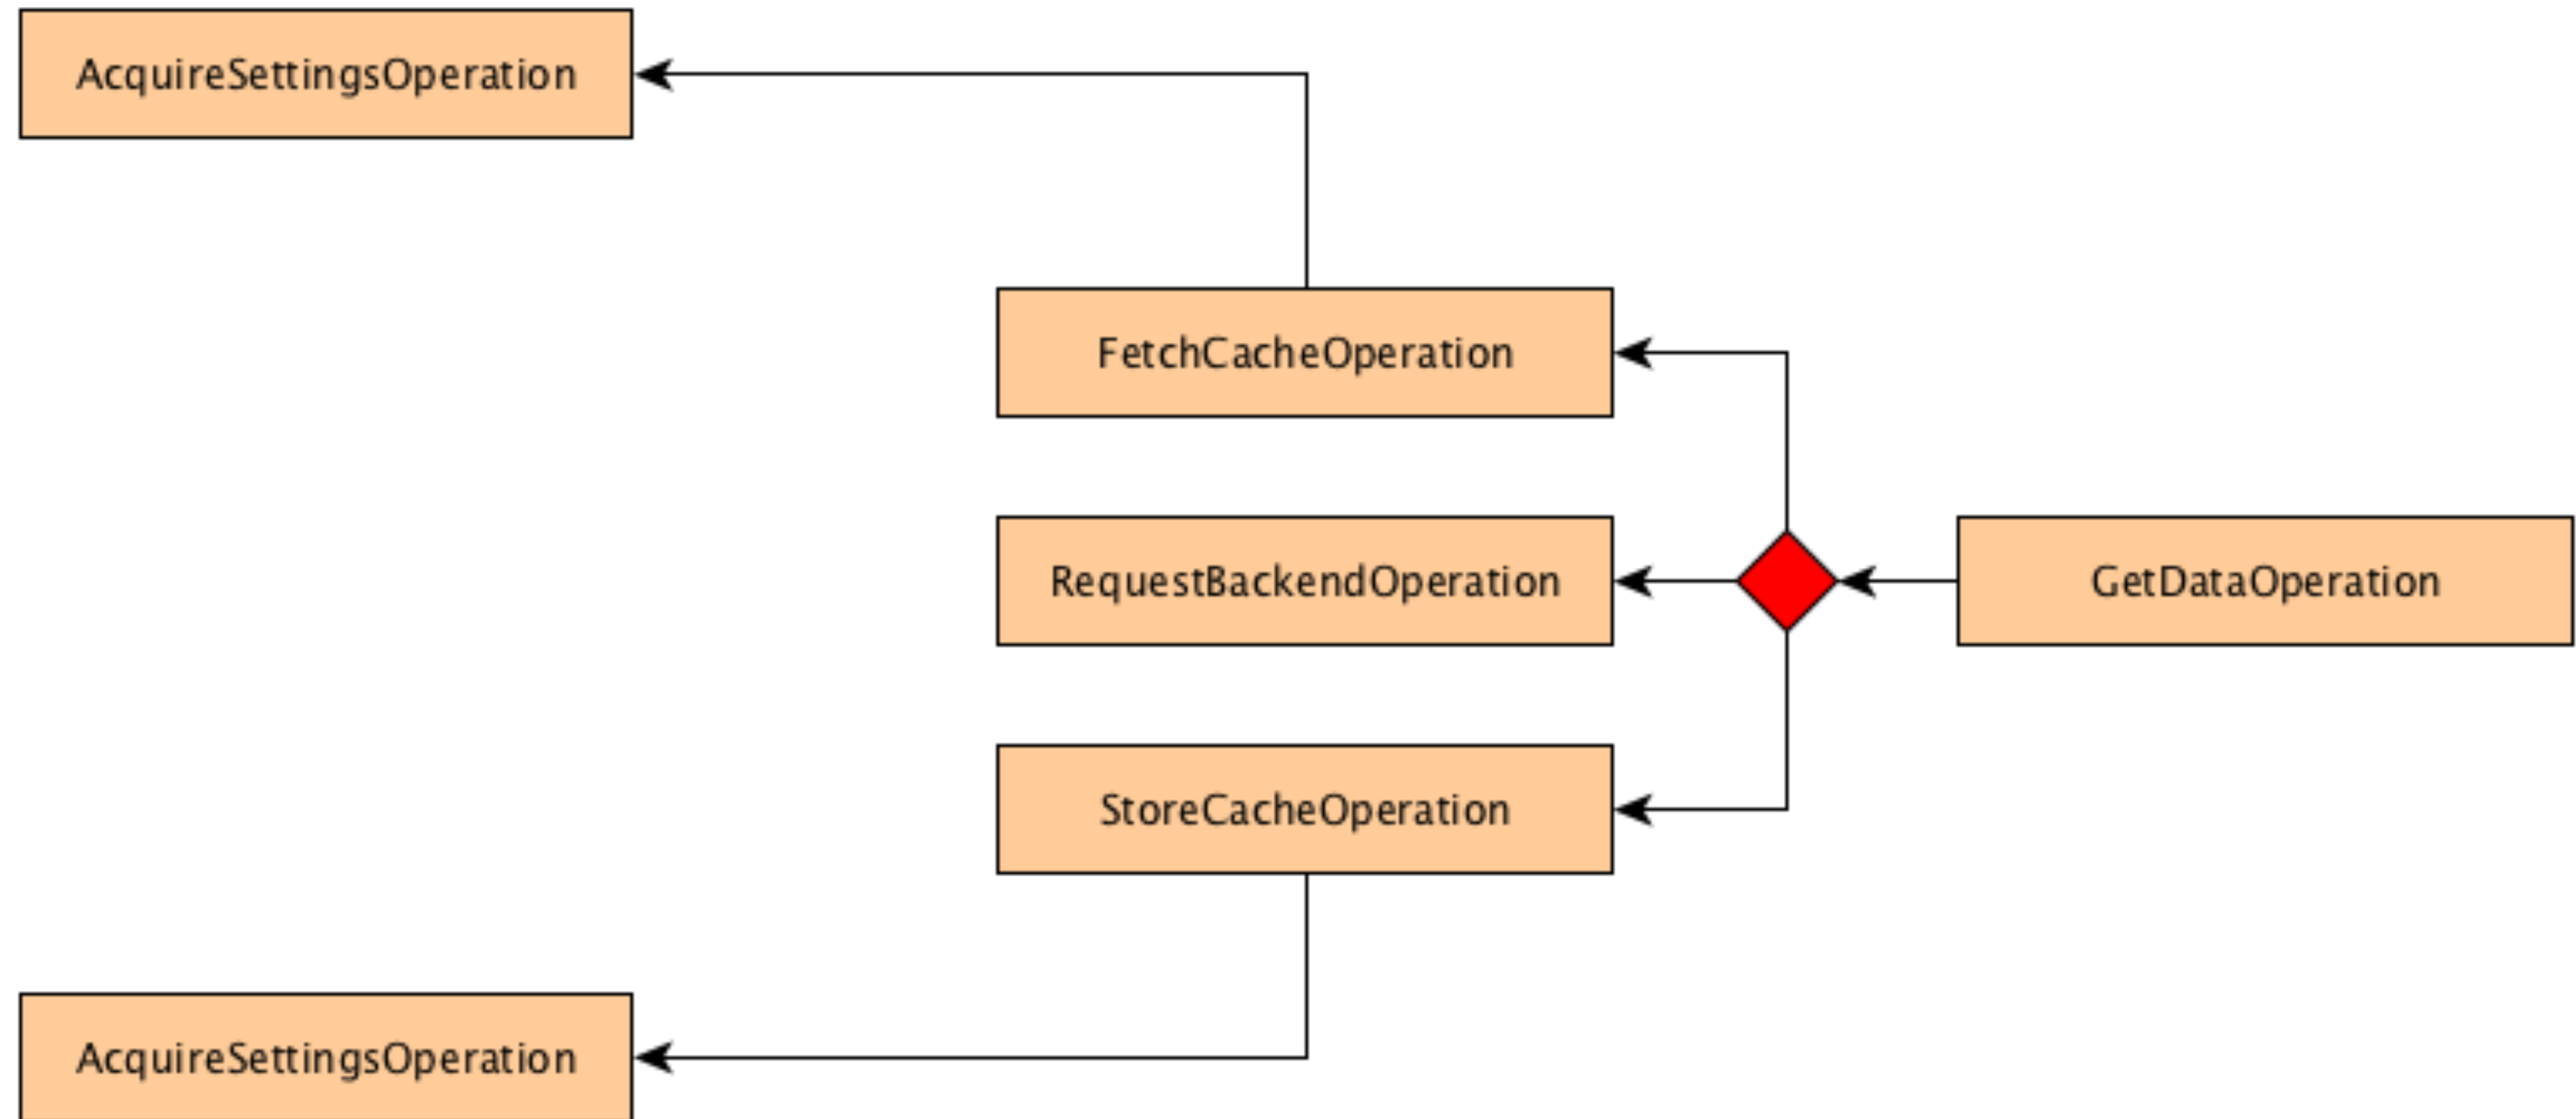 AcquireSettingsOperation
FetchCacheOperation
RequestBackendOperation
GetDataOperation
StoreCacheOperation
AcquireSettingsOperation